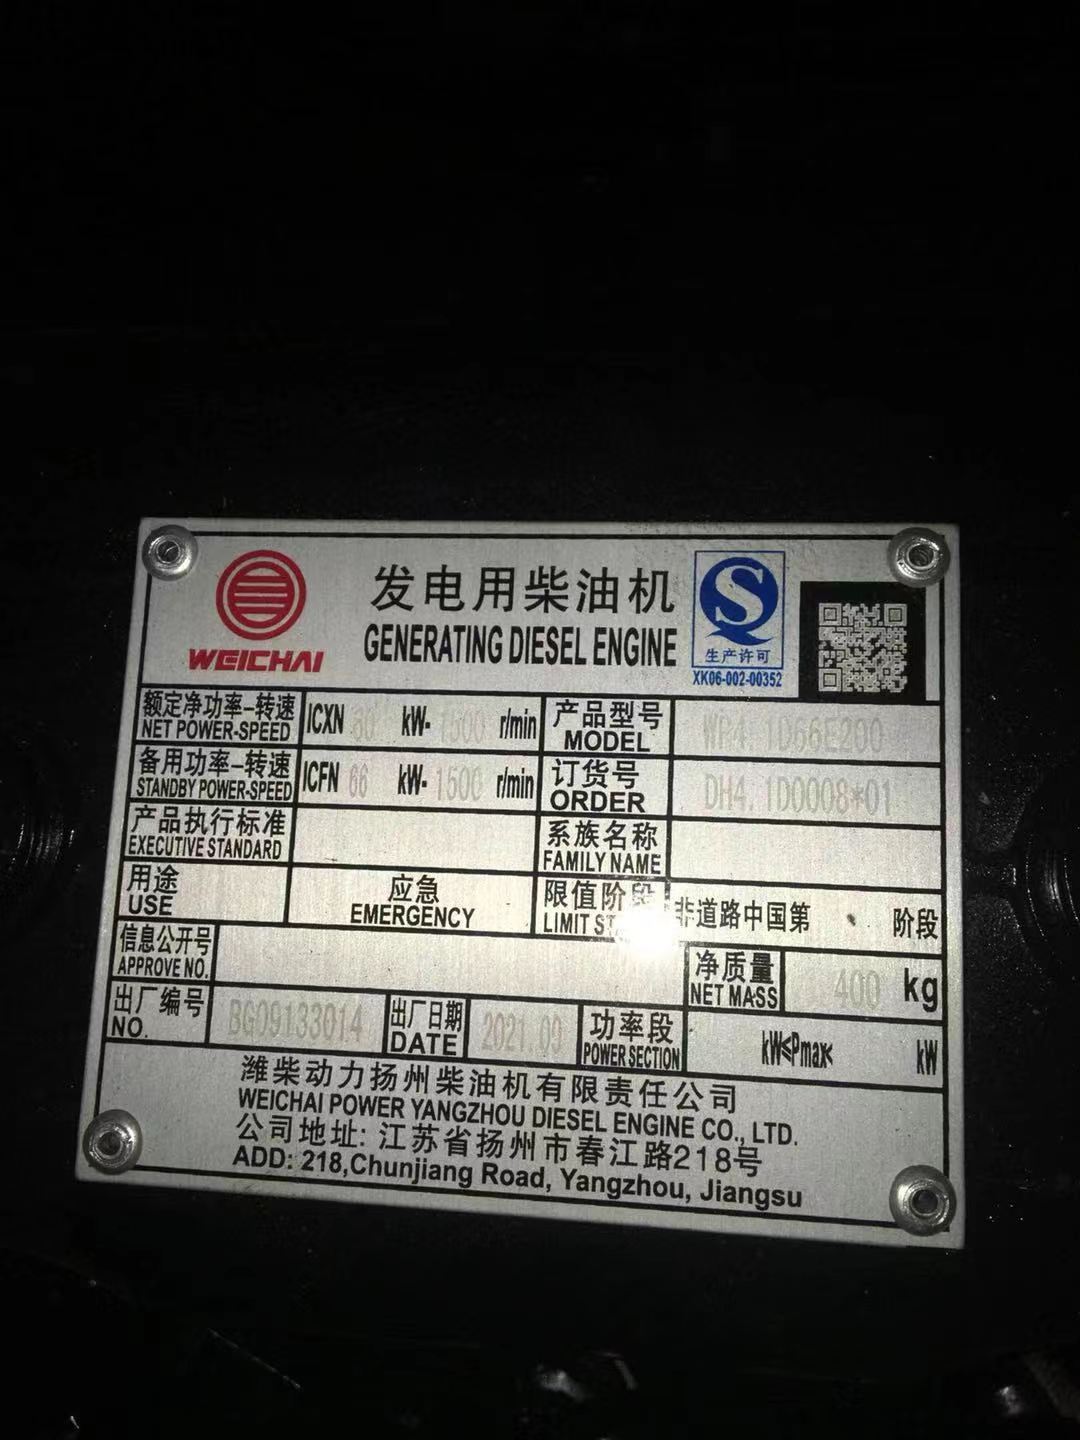 WEICHAI
发电用柴油机
GENERATING DIESEL ENGINE
S
生产许可
XK06-002-00352
额定净功率-转速
NET POWER-SPEED
ICXN 60 kW- 1500 r/min
产品型号
MODEL
WP4.1D66E200
备用功率-转速
STANDBY POWER-SPEED
ICFN 66 kW- 1500 r/min
订货号
ORDER
DH4.1D0008*01
产品执行标准
EXECUTIVE STANDARD
系族名称
FAMILY NAME
用途
USE
应急
EMERGENCY
限值阶段
LIMIT
非道路中国第 阶段
信息公开号
APPROVE NO.
净质量
NET MASS
400 kg
出厂编号
NO.
BG09133014
出厂日期
DATE
2021.09
功率段
POWER SECTION
kW≤Pmax< kW
潍柴动力扬州柴油机有限责任公司
WEICHAI POWER YANGZHOU DIESEL ENGINE CO., LTD.
公司地址: 江苏省扬州市春江路218号
ADD: 218,Chunjiang Road, Yangzhou, Jiangsu